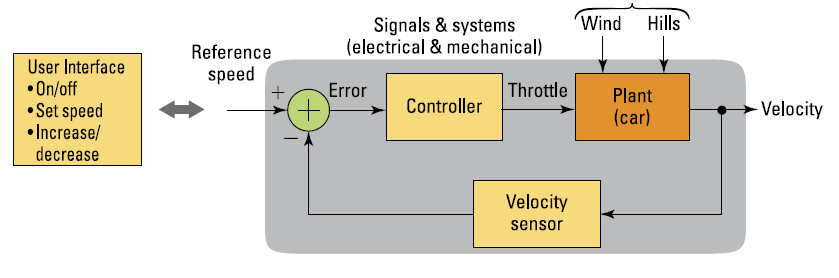 User Interface
•On/off
•Set speed
•Increase/
decrease
Reference
speed
Signals & systems
(electrical & mechanical)
Wind
Hills
+
−
+
Error
Controller
Throttle
Plant
(car)
Velocity
Velocity
sensor